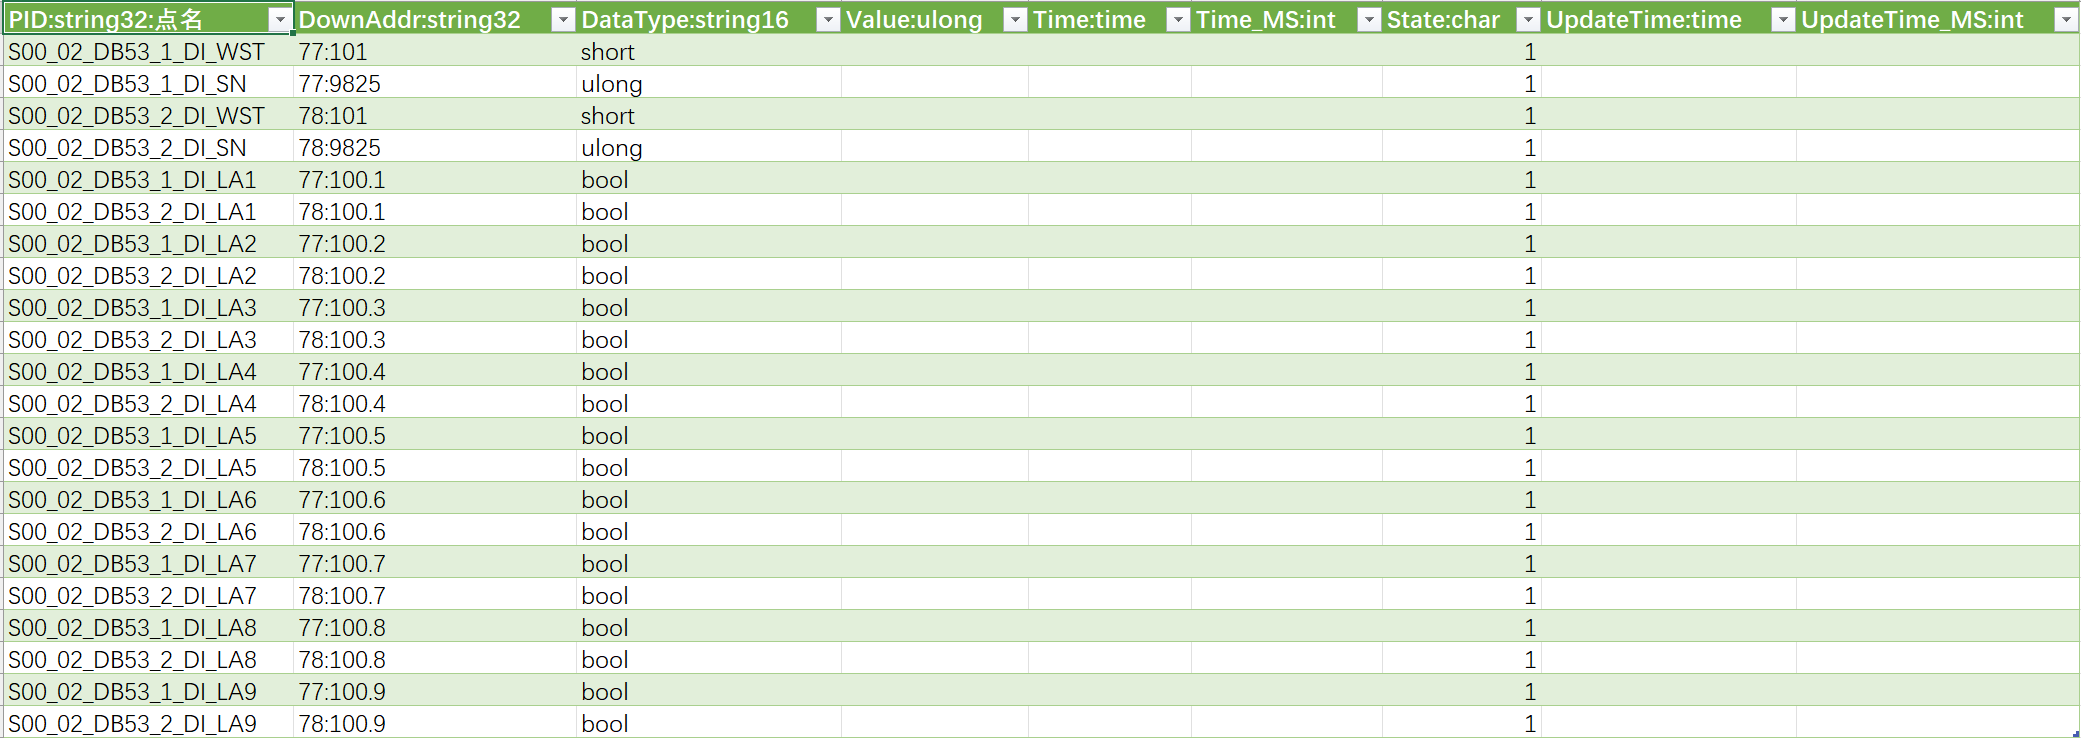 PID:string32:点名 DownAddr:string32 DataType:string16 Value:ulong Time:time Time_MS:int State:char UpdateTime:time UpdateTime_MS:int
S00_02_DB53_1_DI_WST 77:101 short 1
S00_02_DB53_1_DI_SN 77:9825 ulong 1
S00_02_DB53_2_DI_WST 78:101 short 1
S00_02_DB53_2_DI_SN 78:9825 ulong 1
S00_02_DB53_1_DI_LA1 77:100.1 bool 1
S00_02_DB53_2_DI_LA1 78:100.1 bool 1
S00_02_DB53_1_DI_LA2 77:100.2 bool 1
S00_02_DB53_2_DI_LA2 78:100.2 bool 1
S00_02_DB53_1_DI_LA3 77:100.3 bool 1
S00_02_DB53_2_DI_LA3 78:100.3 bool 1
S00_02_DB53_1_DI_LA4 77:100.4 bool 1
S00_02_DB53_2_DI_LA4 78:100.4 bool 1
S00_02_DB53_1_DI_LA5 77:100.5 bool 1
S00_02_DB53_2_DI_LA5 78:100.5 bool 1
S00_02_DB53_1_DI_LA6 77:100.6 bool 1
S00_02_DB53_2_DI_LA6 78:100.6 bool 1
S00_02_DB53_1_DI_LA7 77:100.7 bool 1
S00_02_DB53_2_DI_LA7 78:100.7 bool 1
S00_02_DB53_1_DI_LA8 77:100.8 bool 1
S00_02_DB53_2_DI_LA8 78:100.8 bool 1
S00_02_DB53_1_DI_LA9 77:100.9 bool 1
S00_02_DB53_2_DI_LA9 78:100.9 bool 1